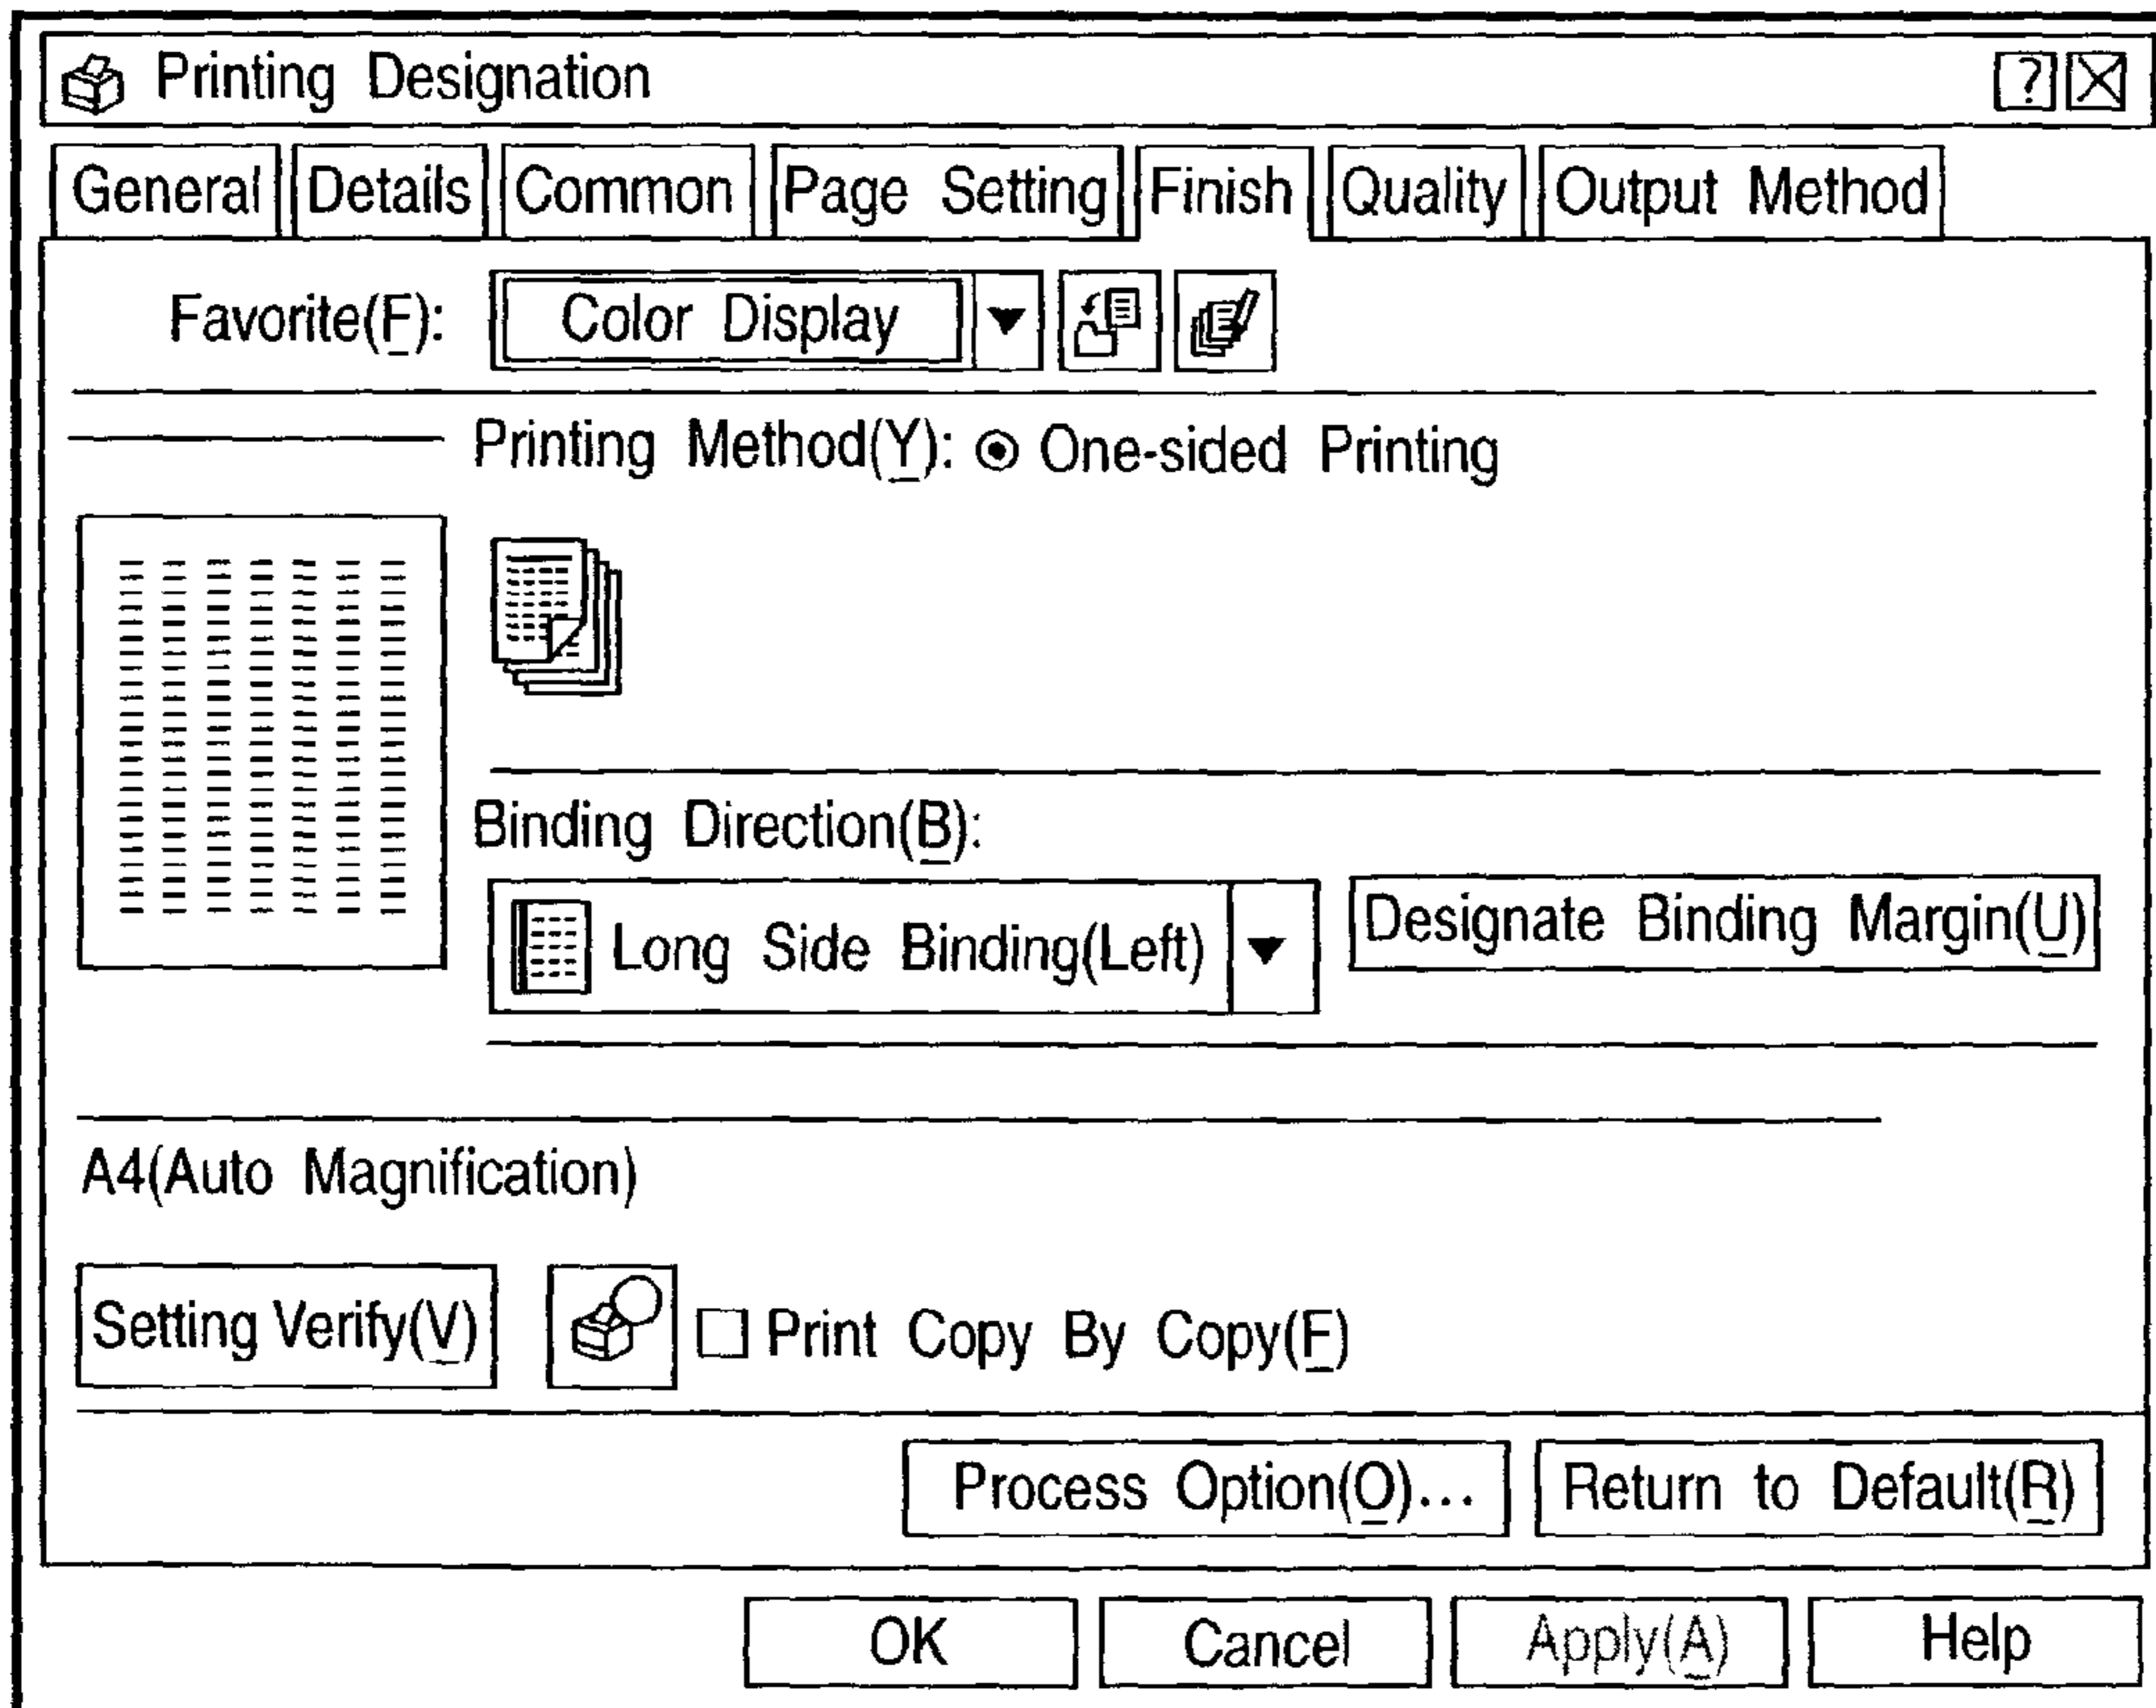 Printing Designation ?
General Details Common Page Setting Finish Quality Output Method
Favorite(F): Color Display
Printing Method(Y): One-sided Printing
Binding Direction(B):
Long Side Binding(Left) Designate Binding Margin(U)
A4(Auto Magnification)
Setting Verify(V) Print Copy By Copy(F)
Process Option(O)... Return to Default(R)
OK Cancel Apply(A) Help